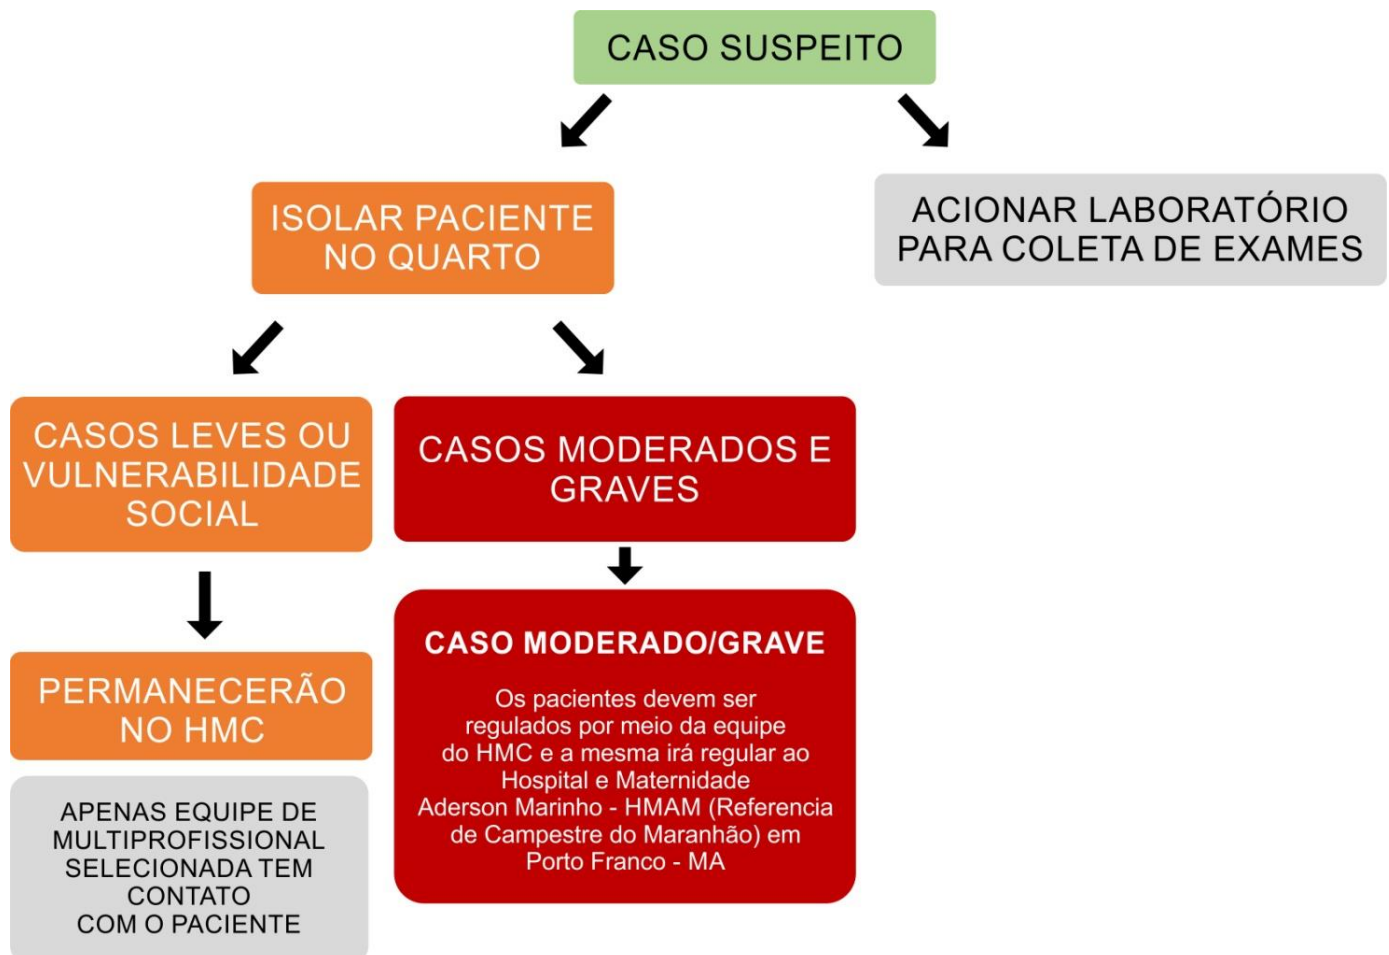 CASO SUSPEITO
ISOLAR PACIENTE
NO QUARTO
ACIONAR LABORATÓRIO
PARA COLETA DE EXAMES
CASOS LEVES OU
VULNERABILIDADE
SOCIAL
CASOS MODERADOS E
GRAVES
PERMANECERÃO
NO HMC
APENAS EQUIPE DE
MULTIPROFISSIONAL
SELECIONADA TEM
CONTATO
COM O PACIENTE
CASO MODERADO/GRAVE
Os pacientes devem ser
regulados por meio da equipe
do HMC e a mesma irá regular ao
Hospital e Maternidade
Aderson Marinho - HMAM (Referencia
de Campestre do Maranhão) em
Porto Franco - MA